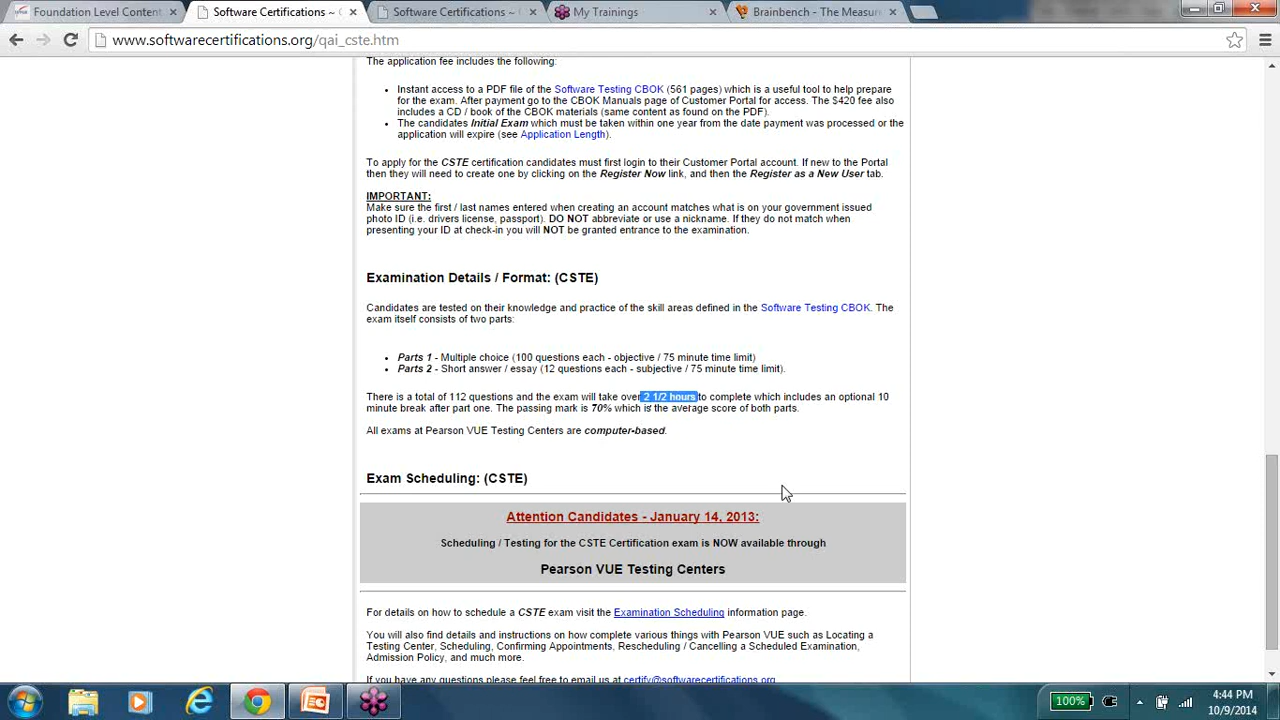 Foundation Level Content
Software Certifications ~ (
Software Certifications ~
My Trainings
Brainbench - The Measure
www.softwarecertifications.org/qai_cste.htm
The application fee includes the following:
Instant access to a PDF file of the Software Testing CBOK (561 pages) which is a useful tool to help prepare
for the exam. After payment go to the CBOK Manuals page of Customer Portal for access. The $420 fee also
includes a CD / book of the CBOK materials (same content as found on the PDF).
The candidates Initial Exam which must be taken within one year from the date payment was processed or the
application will expire (see Application Length).
To apply for the CSTE certification candidates must first login to their Customer Portal account. If new to the Portal
then they will need to create one by clicking on the Register Now link, and then the Register as a New User tab.
IMPORTANT:
Make sure the first / last names entered when creating an account matches what is on your government issued
photo ID (i.e. drivers license, passport). DO NOT abbreviate or use a nickname. If they do not match when
presenting your ID at check-in you will NOT be granted entrance to the examination.
Examination Details / Format: (CSTE)
Candidates are tested on their knowledge and practice of the skill areas defined in the Software Testing CBOK. The
exam itself consists of two parts:
Parts 1 - Multiple choice (100 questions each - objective / 75 minute time limit)
Parts 2 - Short answer / essay (12 questions each - subjective / 75 minute time limit).
There is a total of 112 questions and the exam will take over 2 1/2 hours to complete which includes an optional 10
minute break after part one. The passing mark is 70% which is the average score of both parts.
All exams at Pearson VUE Testing Centers are computer-based.
Exam Scheduling: (CSTE)
Attention Candidates - January 14, 2013:
Scheduling / Testing for the CSTE Certification exam is NOW available through
Pearson VUE Testing Centers
For details on how to schedule a CSTE exam visit the Examination Scheduling information page.
You will also find details and instructions on how complete various things with Pearson VUE such as Locating a
Testing Center, Scheduling, Confirming Appointments, Rescheduling / Cancelling a Scheduled Examination,
Admission Policy, and much more.
If you have any questions please feel free to email us at certify@softwarecertifications.org
100%
4:44 PM
10/9/2014